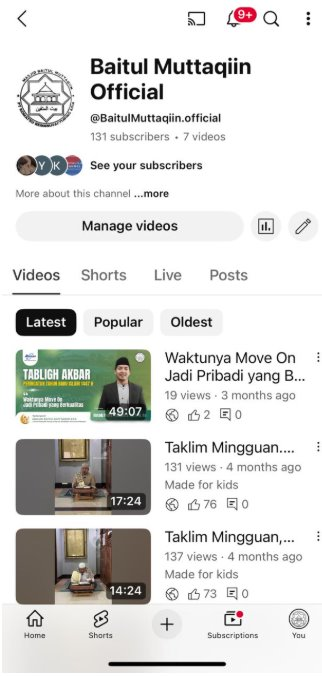 9+
MASJID BAITUL MUTTAQIIN
Baitul Muttaqiin
Official
@BaitulMuttaqiin.official
131 subscribers • 7 videos
Y K
See your subscribers
More about this channel ...more
Manage videos
Videos Shorts Live Posts
Latest Popular Oldest
TABLIGH AKBAR
Waktunya Move On
Jadi Pribadi yang Berkualitas
49:07
Waktunya Move On
Jadi Pribadi yang B...
19 views · 3 months ago
2 0
17:24
Taklim Mingguan....
131 views · 4 months ago
Made for kids
76 0
14:24
Taklim Mingguan,...
137 views · 4 months ago
Made for kids
73 0
Home Shorts Subscriptions You